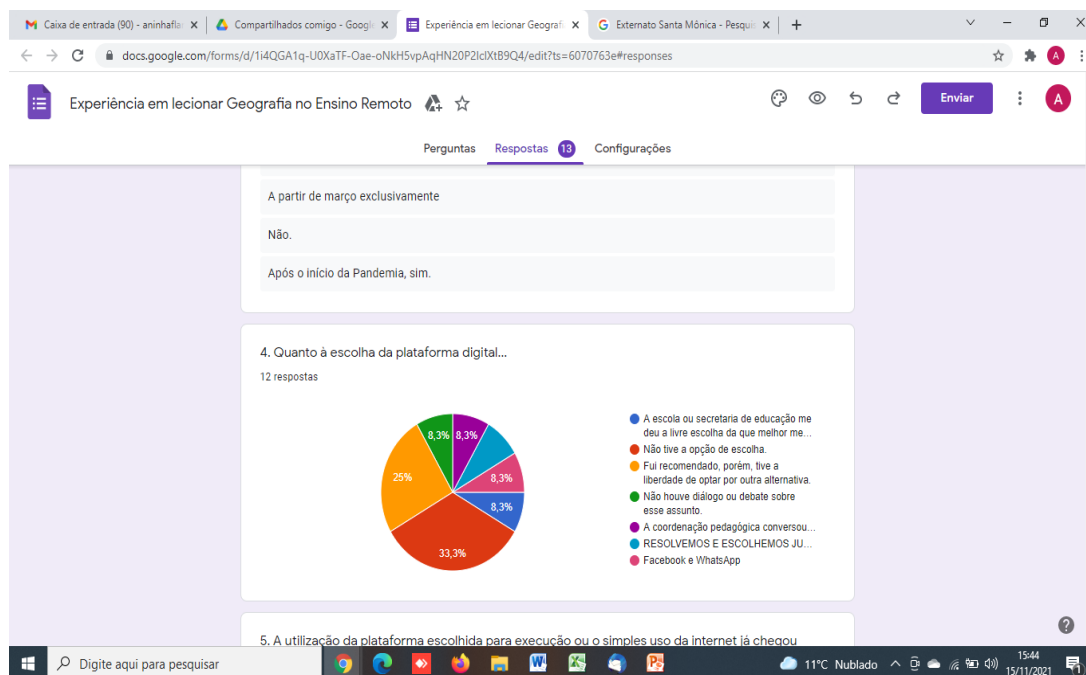 Caixa de entrada (90) - aninhafla
Compartilhados comigo - Google
Experiência em lecionar Geografi
Externato Santa Mônica - Pesquis
docs.google.com/forms/d/1i4QGA1q-U0XaTF-Oae-oNkH5vpAqHN20P2IclXtB9Q4/edit?ts=6070763e#responses
A
Experiência em lecionar Geografia no Ensino Remoto
Enviar
A
Perguntas Respostas 13 Configurações
A partir de março exclusivamente
Não.
Após o início da Pandemia, sim.
4. Quanto à escolha da plataforma digital...
12 respostas
8,3% 8,3%
25%
8,3%
8,3%
33,3%
A escola ou secretaria de educação me
deu a livre escolha da que melhor me...
Não tive a opção de escolha.
Fui recomendado, porém, tive a
liberdade de optar por outra alternativa.
Não houve diálogo ou debate sobre
esse assunto.
A coordenação pedagógica conversou...
RESOLVEMOS E ESCOLHEMOS JU...
Facebook e WhatsApp
5. A utilização da plataforma escolhida para execução ou o simples uso da internet já chegou
Digite aqui para pesquisar
11°C Nublado
15:44
15/11/2021